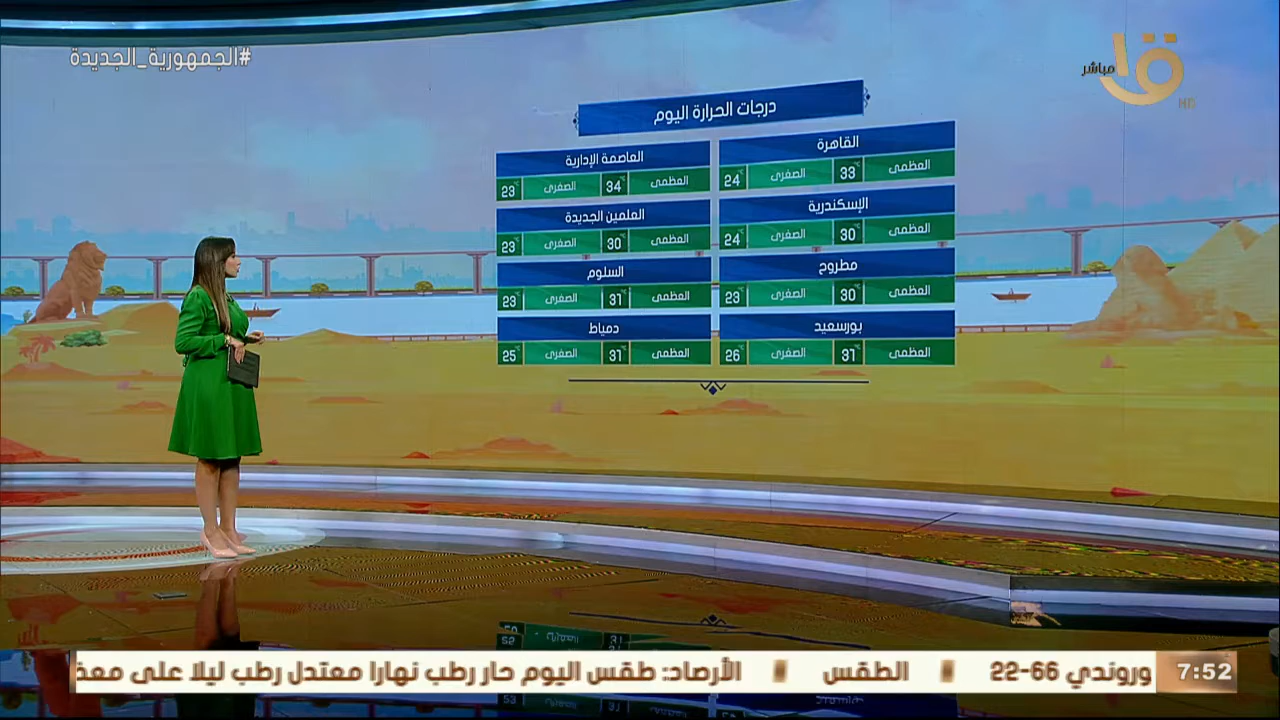 #الجمهورية_الجديدة
مباشر
HD
درجات الحرارة اليوم
القاهرة
العظمى 33°c الصغرى 24°c
العاصمة الإدارية
العظمى 34°c الصغرى 23°c
الإسكندرية
العظمى 30°c الصغرى 24°c
العلمين الجديدة
العظمى 30°c الصغرى 23°c
مطروح
العظمى 30°c الصغرى 23°c
السلوم
العظمى 31°c الصغرى 23°c
بورسعيد
العظمى 31°c الصغرى 26°c
دمياط
العظمى 31°c الصغرى 25°c
7:52 وروندي 66-22 الطقس الأرصاد: طقس اليوم حار رطب نهارا معتدل رطب ليلا على معظ